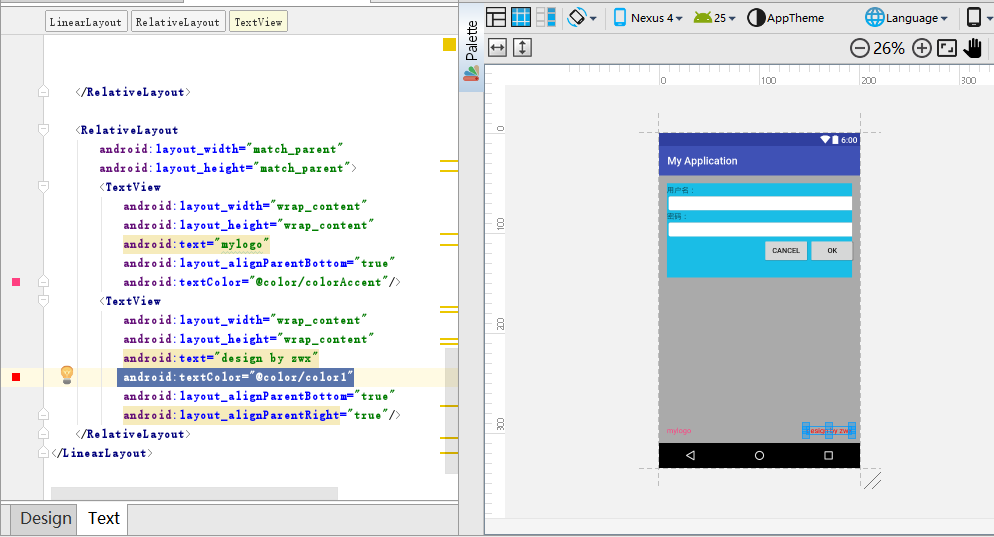 LinearLayout RelativeLayout TextView
</RelativeLayout>
<RelativeLayout
android:layout_width="match_parent"
android:layout_height="match_parent">
<TextView
android:layout_width="wrap_content"
android:layout_height="wrap_content"
android:text="mylogo"
android:layout_alignParentBottom="true"
android:textColor="@color/colorAccent"/>
<TextView
android:layout_width="wrap_content"
android:layout_height="wrap_content"
android:text="design by zwx"
android:textColor="@color/color1"
android:layout_alignParentBottom="true"
android:layout_alignParentRight="true"/>
</RelativeLayout>
</LinearLayout>
Design Text
Palette
Nexus 4 25 AppTheme Language
26%
0 100 200 300
0
100
200
300
6:00
My Application
用户名：
密码：
CANCEL OK
mylogo design by zwx